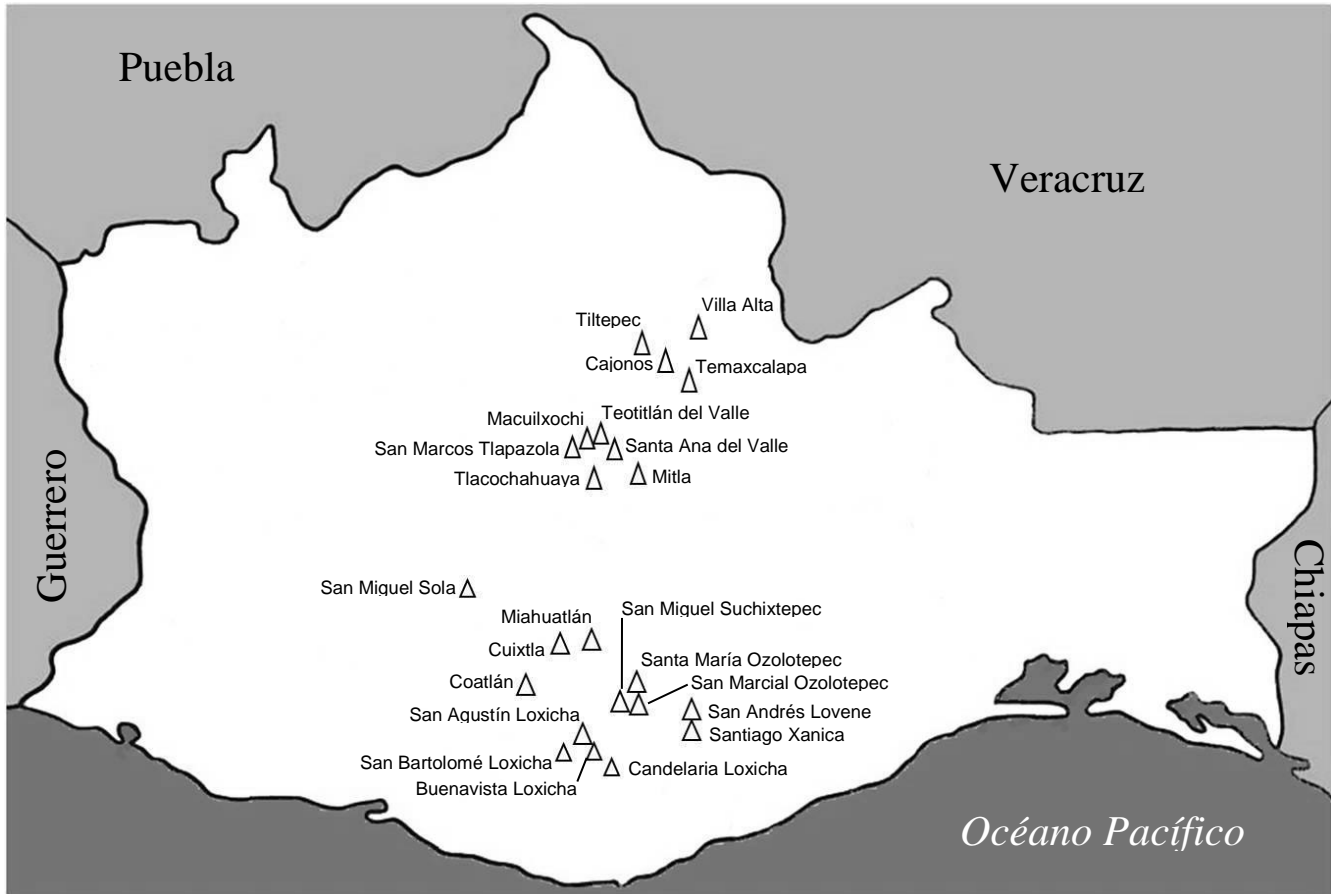 Puebla
Veracruz
Guerrero
Chiapas
Villa Alta
Tiltepec
Cajonos
Temaxcalapa
Teotitlán del Valle
Macuilxochi
San Marcos Tlapazola
Santa Ana del Valle
Tlacochahuaya
Mitla
San Miguel Sola
Miahuatlán
San Miguel Suchixtepec
Cuixtla
Santa María Ozolotepec
Coatlán
San Marcial Ozolotepec
San Agustín Loxicha
San Andrés Lovene
Santiago Xanica
San Bartolomé Loxicha
Candelaria Loxicha
Buenavista Loxicha
Océano Pacífico